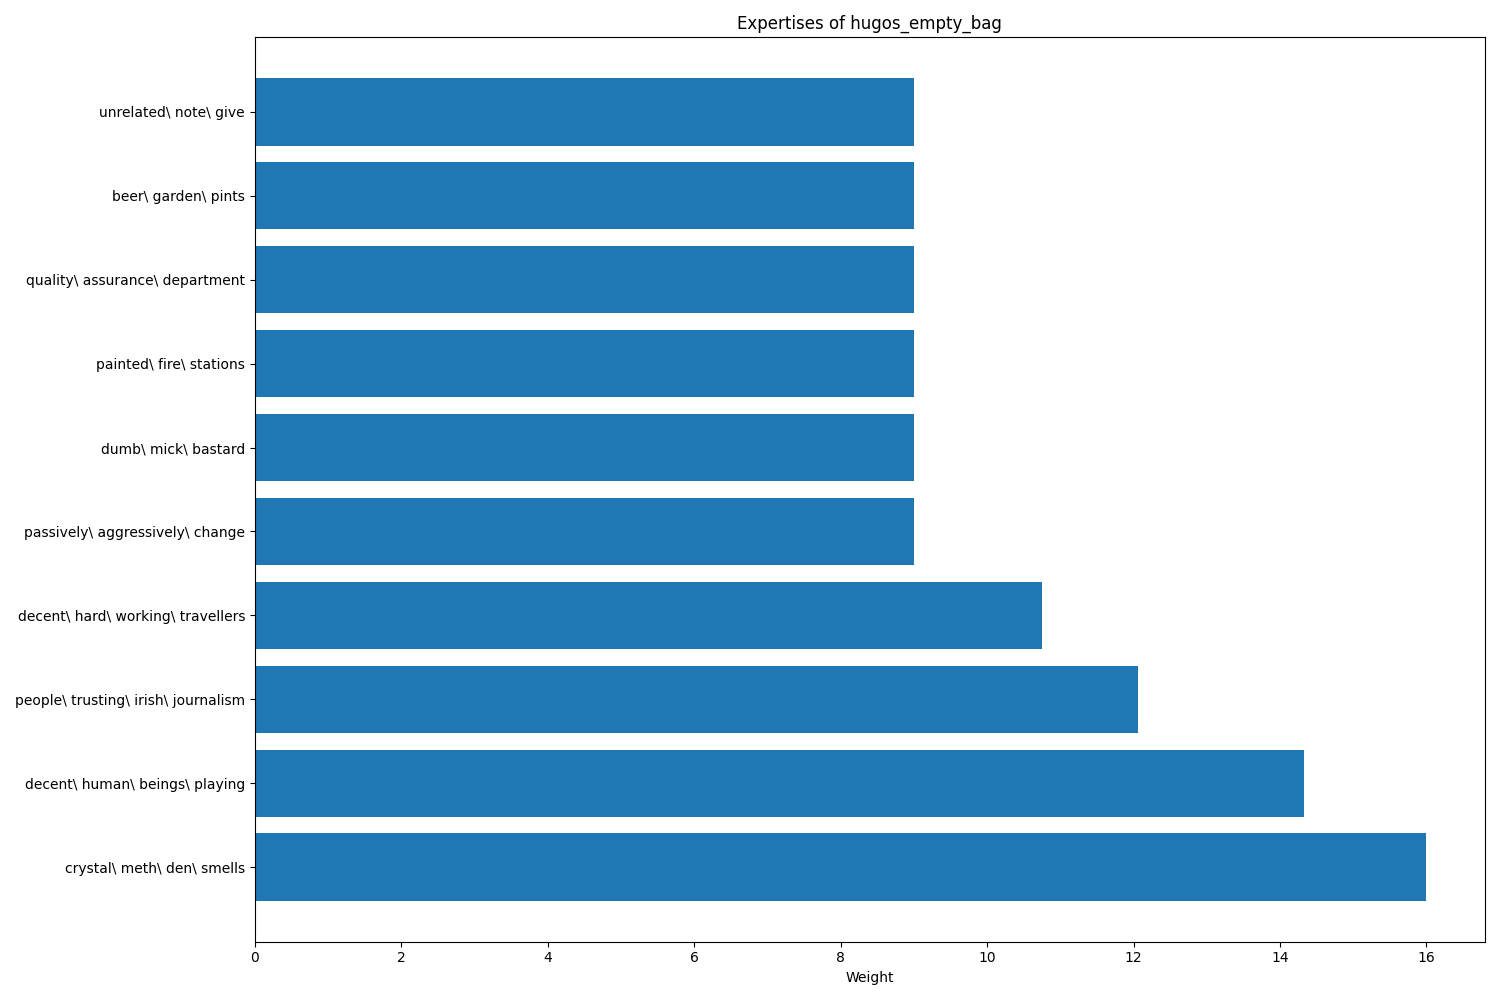 Expertises of hugos_empty_bag
unrelated\ note\ give
beer\ garden\ pints
quality\ assurance\ department
painted\ fire\ stations
dumb\ mick\ bastard
passively\ aggressively\ change
decent\ hard\ working\ travellers
people\ trusting\ irish\ journalism
decent\ human\ beings\ playing
crystal\ meth\ den\ smells
0 2 4 6 8 10 12 14 16
Weight